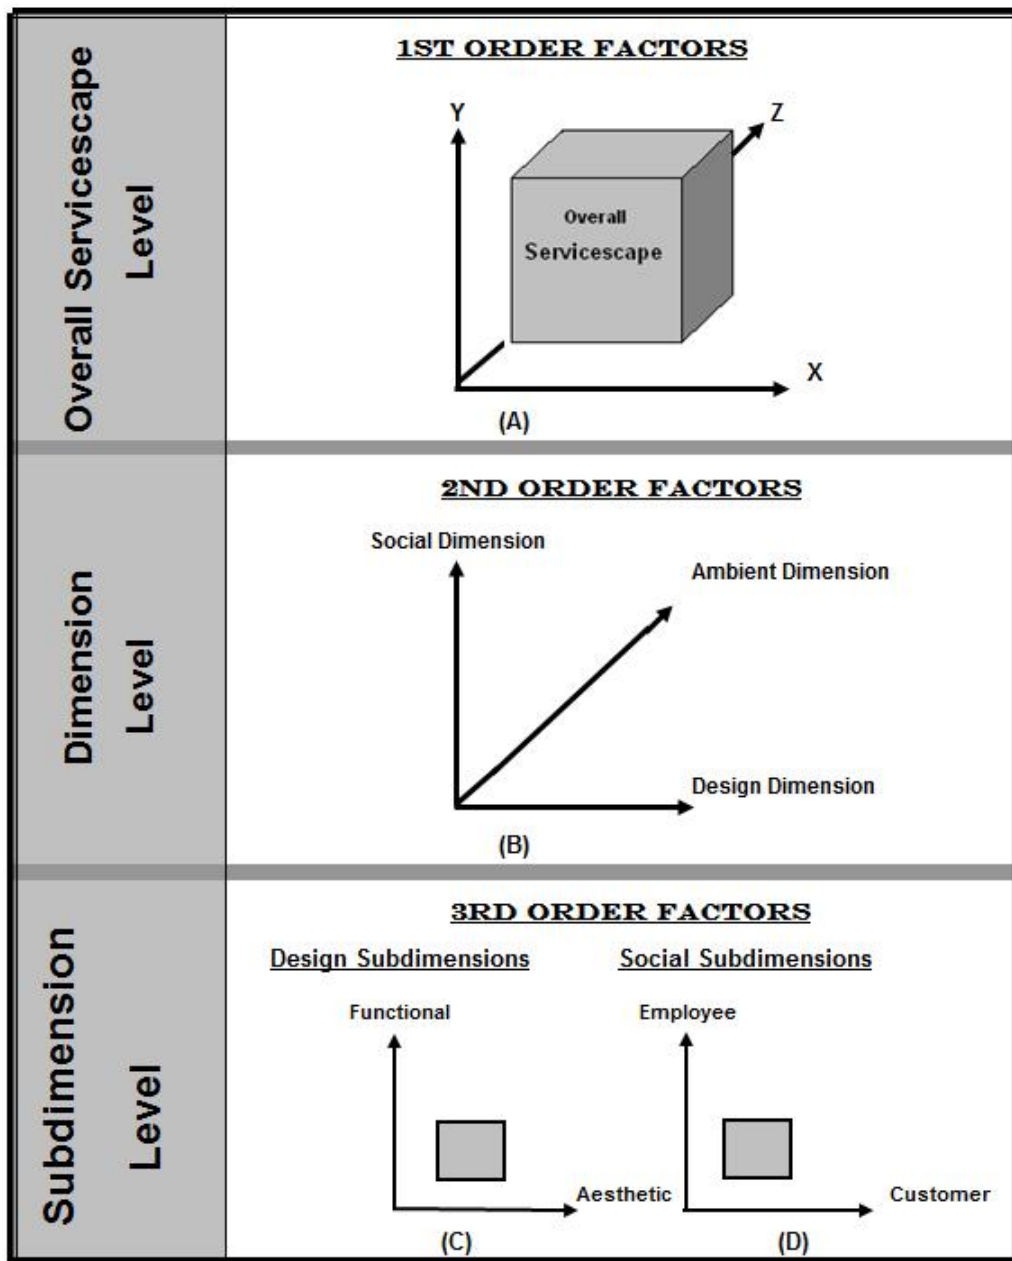 Overall Servicescape
Level
1ST ORDER FACTORS
Y
Z
Overall
Servicescape
X
(A)
Dimension
Level
2ND ORDER FACTORS
Social Dimension
Ambient Dimension
Design Dimension
(B)
Subdimension
Level
3RD ORDER FACTORS
Design Subdimensions
Social Subdimensions
Functional
Employee
Aesthetic
Customer
(C)
(D)